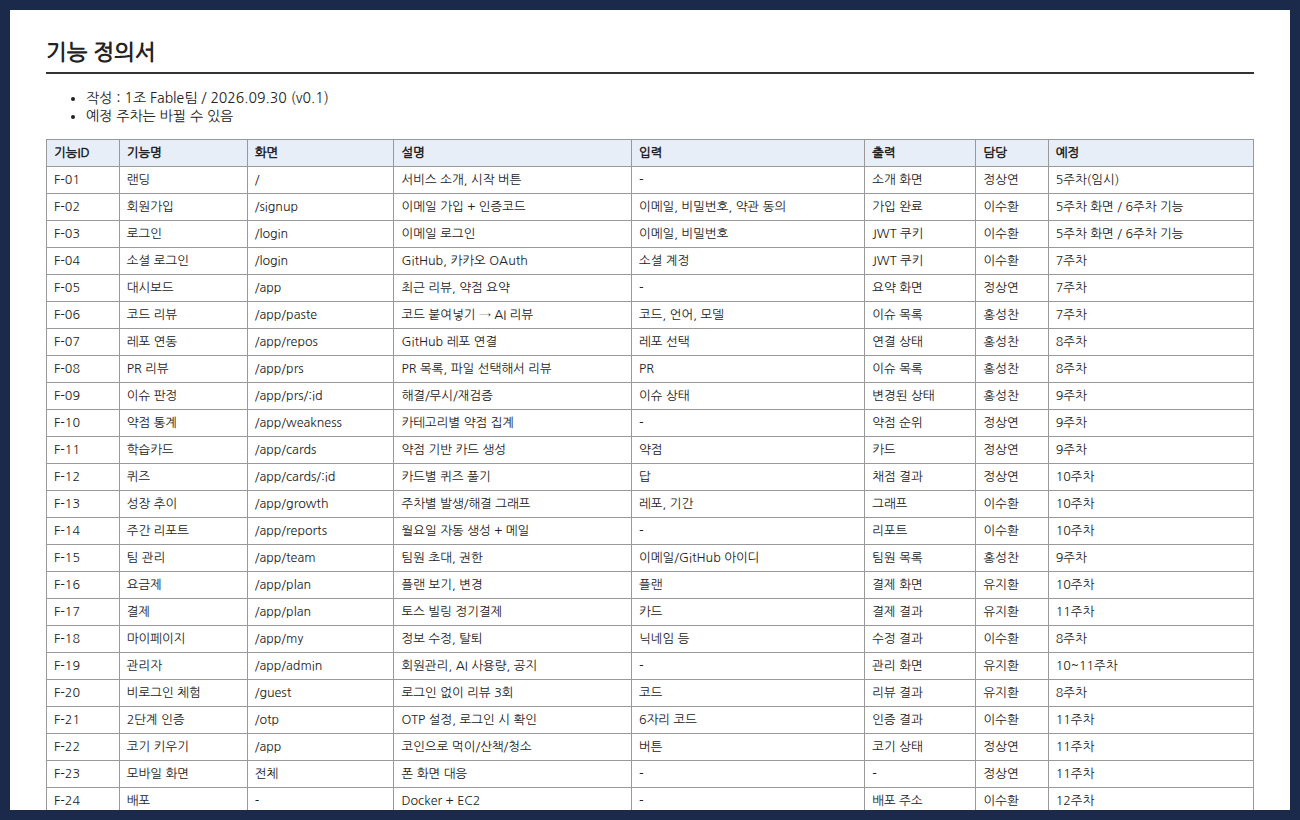 기능 정의서
• 작성 : 1조 Fable팀 / 2026.09.30 (v0.1)
• 예정 주차는 바뀔 수 있음
기능ID 기능명 화면 설명 입력 출력 담당 예정
F-01 랜딩 / 서비스 소개, 시작 버튼 - 소개 화면 정상연 5주차(임시)
F-02 회원가입 /signup 이메일 가입 + 인증코드 이메일, 비밀번호, 약관 동의 가입 완료 이수환 5주차 화면 / 6주차 기능
F-03 로그인 /login 이메일 로그인 이메일, 비밀번호 JWT 쿠키 이수환 5주차 화면 / 6주차 기능
F-04 소셜 로그인 /login GitHub, 카카오 OAuth 소셜 계정 JWT 쿠키 이수환 7주차
F-05 대시보드 /app 최근 리뷰, 약점 요약 - 요약 화면 정상연 7주차
F-06 코드 리뷰 /app/paste 코드 붙여넣기 → AI 리뷰 코드, 언어, 모델 이슈 목록 홍성찬 7주차
F-07 레포 연동 /app/repos GitHub 레포 연결 레포 선택 연결 상태 홍성찬 8주차
F-08 PR 리뷰 /app/prs PR 목록, 파일 선택해서 리뷰 PR 이슈 목록 홍성찬 8주차
F-09 이슈 판정 /app/prs/:id 해결/무시/재검증 이슈 상태 변경된 상태 홍성찬 9주차
F-10 약점 통계 /app/weakness 카테고리별 약점 집계 - 약점 순위 정상연 9주차
F-11 학습카드 /app/cards 약점 기반 카드 생성 약점 카드 정상연 9주차
F-12 퀴즈 /app/cards/:id 카드별 퀴즈 풀기 답 채점 결과 정상연 10주차
F-13 성장 추이 /app/growth 주차별 발생/해결 그래프 레포, 기간 그래프 이수환 10주차
F-14 주간 리포트 /app/reports 월요일 자동 생성 + 메일 - 리포트 이수환 10주차
F-15 팀 관리 /app/team 팀원 초대, 권한 이메일/GitHub 아이디 팀원 목록 홍성찬 9주차
F-16 요금제 /app/plan 플랜 보기, 변경 플랜 결제 화면 유지환 10주차
F-17 결제 /app/plan 토스 빌링 정기결제 카드 결제 결과 유지환 11주차
F-18 마이페이지 /app/my 정보 수정, 탈퇴 닉네임 등 수정 결과 이수환 8주차
F-19 관리자 /app/admin 회원관리, AI 사용량, 공지 - 관리 화면 유지환 10~11주차
F-20 비로그인 체험 /guest 로그인 없이 리뷰 3회 코드 리뷰 결과 유지환 8주차
F-21 2단계 인증 /otp OTP 설정, 로그인 시 확인 6자리 코드 인증 결과 이수환 11주차
F-22 코기 키우기 /app 코인으로 먹이/산책/청소 버튼 코기 상태 정상연 11주차
F-23 모바일 화면 전체 폰 화면 대응 - - 정상연 11주차
F-24 배포 - Docker + EC2 - 배포 주소 이수환 12주차